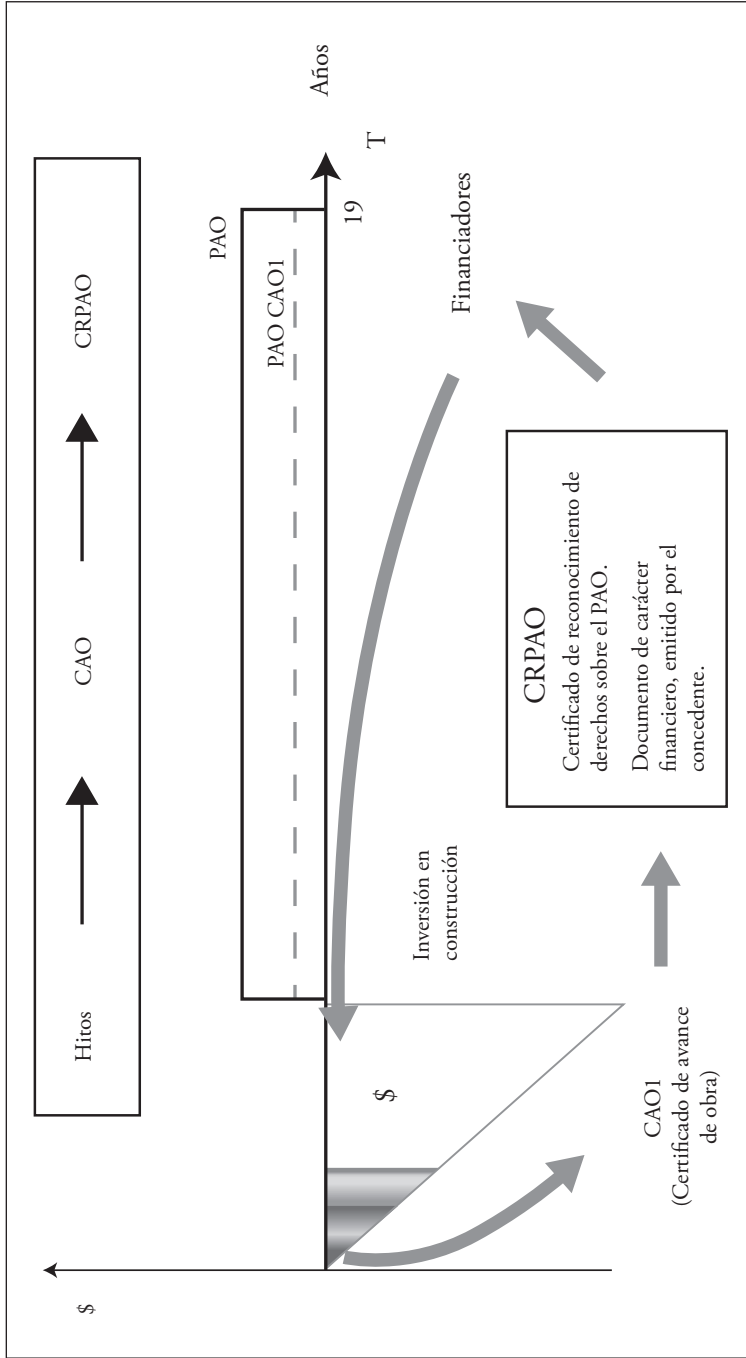 Hitos
CAO
CRPAO
$
PAO
PAO CAO1
Años
T
19
$
Inversión en
construcción
Financiadores
CAO1
(Certificado de avance
de obra)
CRPAO
Certificado de reconocimiento de
derechos sobre el PAO.
Documento de carácter
financiero, emitido por el
concedente.